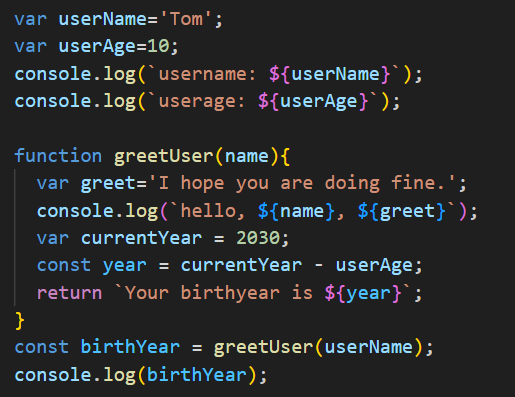 var userName='Tom';
var userAge=10;
console.log(`username: ${userName}`);
console.log(`userage: ${userAge}`);

function greetUser(name){
  var greet='I hope you are doing fine.';
  console.log(`hello, ${name}, ${greet}`);
  var currentYear = 2030;
  const year = currentYear - userAge;
  return `Your birthyear is ${year}`;
}
const birthYear = greetUser(userName);
console.log(birthYear);